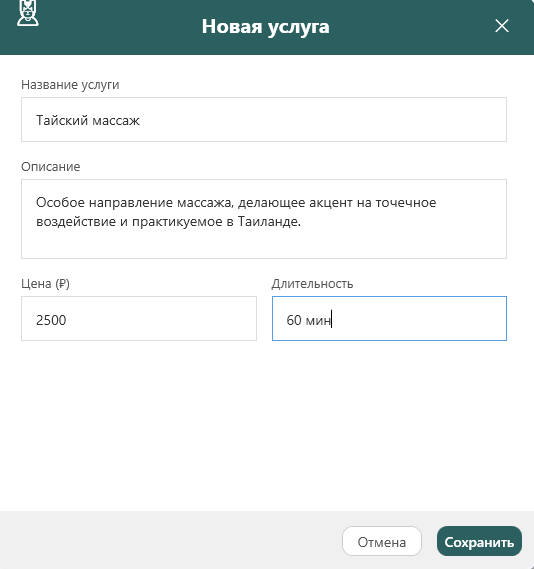 Новая услуга
Название услуги
Тайский массаж
Описание
Особое направление массажа, делающее акцент на точечное
воздействие и практикуемое в Таиланде.
Цена (₽)
Длительность
2500
60 мин
Отмена
Сохранить